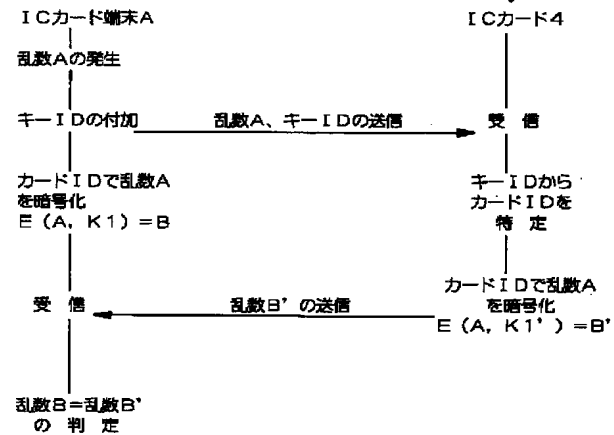 ICカード端末A
ICカード4
乱数Aの発生
キーIDの付加
乱数A、キーIDの送信
受 信
カードIDで乱数A
を暗号化
E(A, K1)=B
キーIDから
カードIDを
特 定
カードIDで乱数A
を暗号化
E(A, K1')=B'
受 信
乱数B'の送信
乱数B=乱数B'
の 判 定